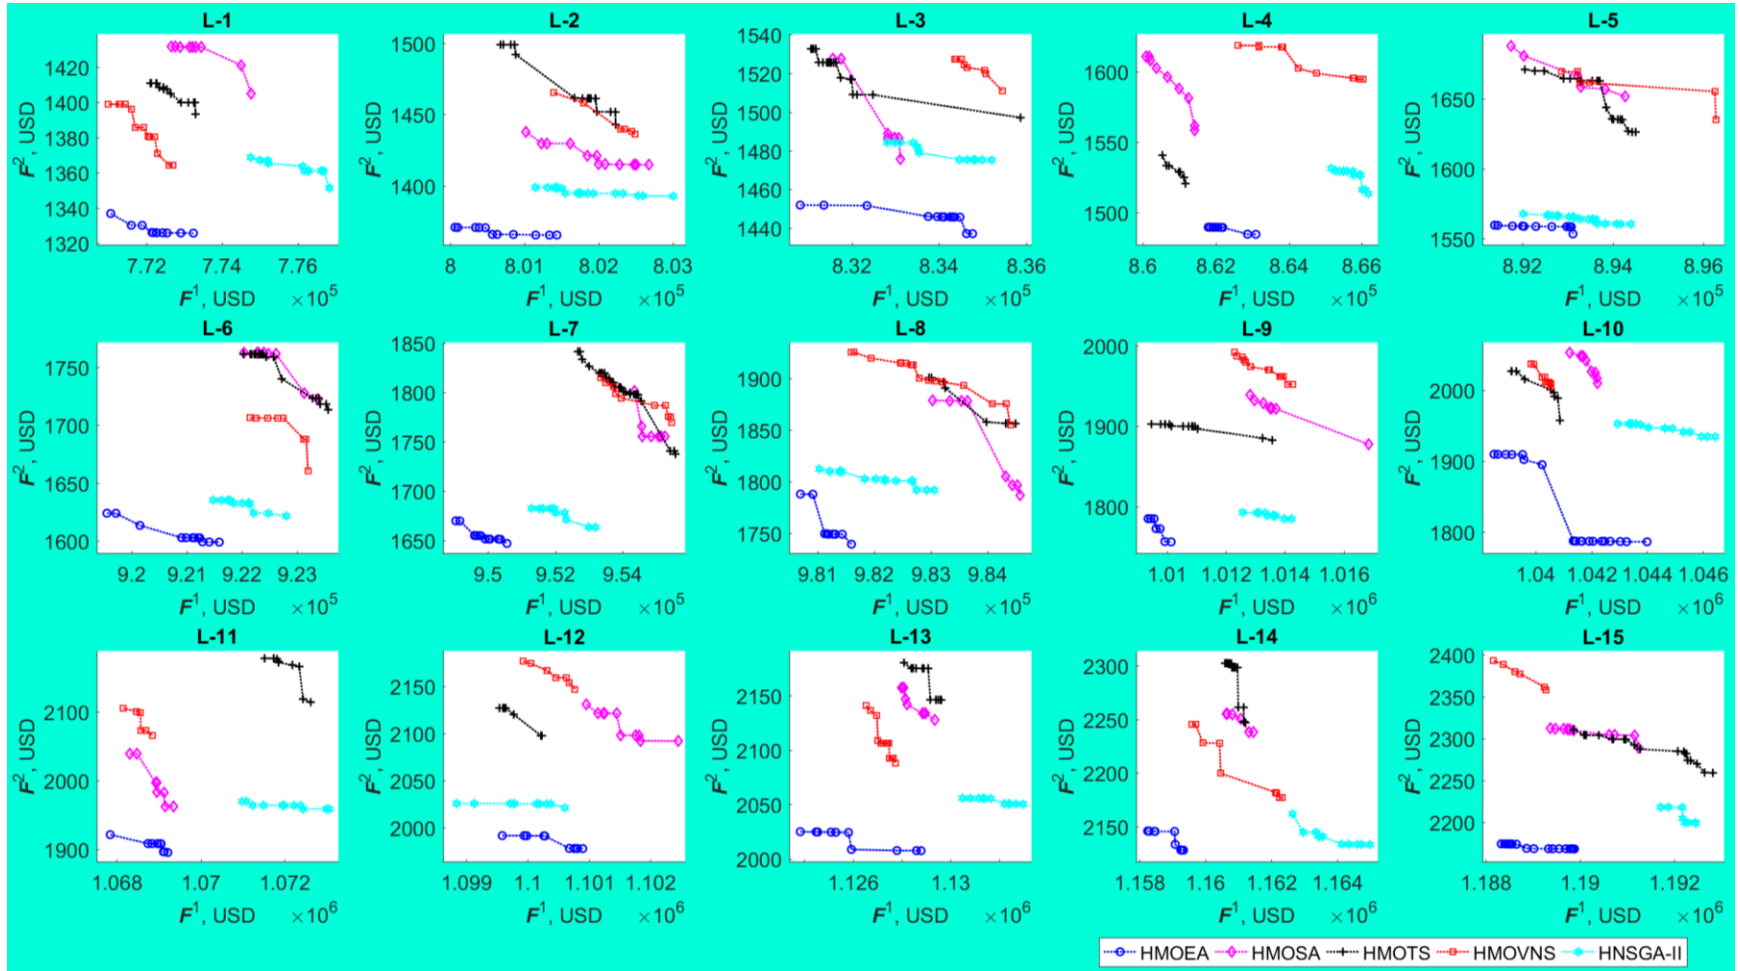 L-1 L-2 L-3 L-4 L-5
1420
1400
1380
1360
1340
1320
F², USD
7.72 7.74 7.76
F¹, USD ×10⁵
1500
1450
1400
F², USD
8 8.01 8.02 8.03
F¹, USD ×10⁵
1540
1520
1500
1480
1460
1440
F², USD
8.32 8.34 8.36
F¹, USD ×10⁵
1600
1550
1500
F², USD
8.6 8.62 8.64 8.66
F¹, USD ×10⁵
1650
1600
1550
F², USD
8.92 8.94 8.96
F¹, USD ×10⁵
L-6 L-7 L-8 L-9 L-10
1750
1700
1650
1600
F², USD
9.2 9.21 9.22 9.23
F¹, USD ×10⁵
1850
1800
1750
1700
1650
F², USD
9.5 9.52 9.54
F¹, USD ×10⁵
1900
1850
1800
1750
F², USD
9.81 9.82 9.83 9.84
F¹, USD ×10⁵
2000
1900
1800
F², USD
1.01 1.012 1.014 1.016
F¹, USD ×10⁶
2000
1900
1800
F², USD
1.04 1.042 1.044 1.046
F¹, USD ×10⁶
L-11 L-12 L-13 L-14 L-15
2100
2000
1900
F², USD
1.068 1.07 1.072
F¹, USD ×10⁶
2150
2100
2050
2000
F², USD
1.099 1.1 1.101 1.102
F¹, USD ×10⁶
2150
2100
2050
2000
F², USD
1.126 1.13
F¹, USD ×10⁶
2300
2250
2200
2150
F², USD
1.158 1.16 1.162 1.164
F¹, USD ×10⁶
2400
2350
2300
2250
2200
F², USD
1.188 1.19 1.192
F¹, USD ×10⁶
HMOEA HMOSA HMOTS HMOVNS HNSGA-II